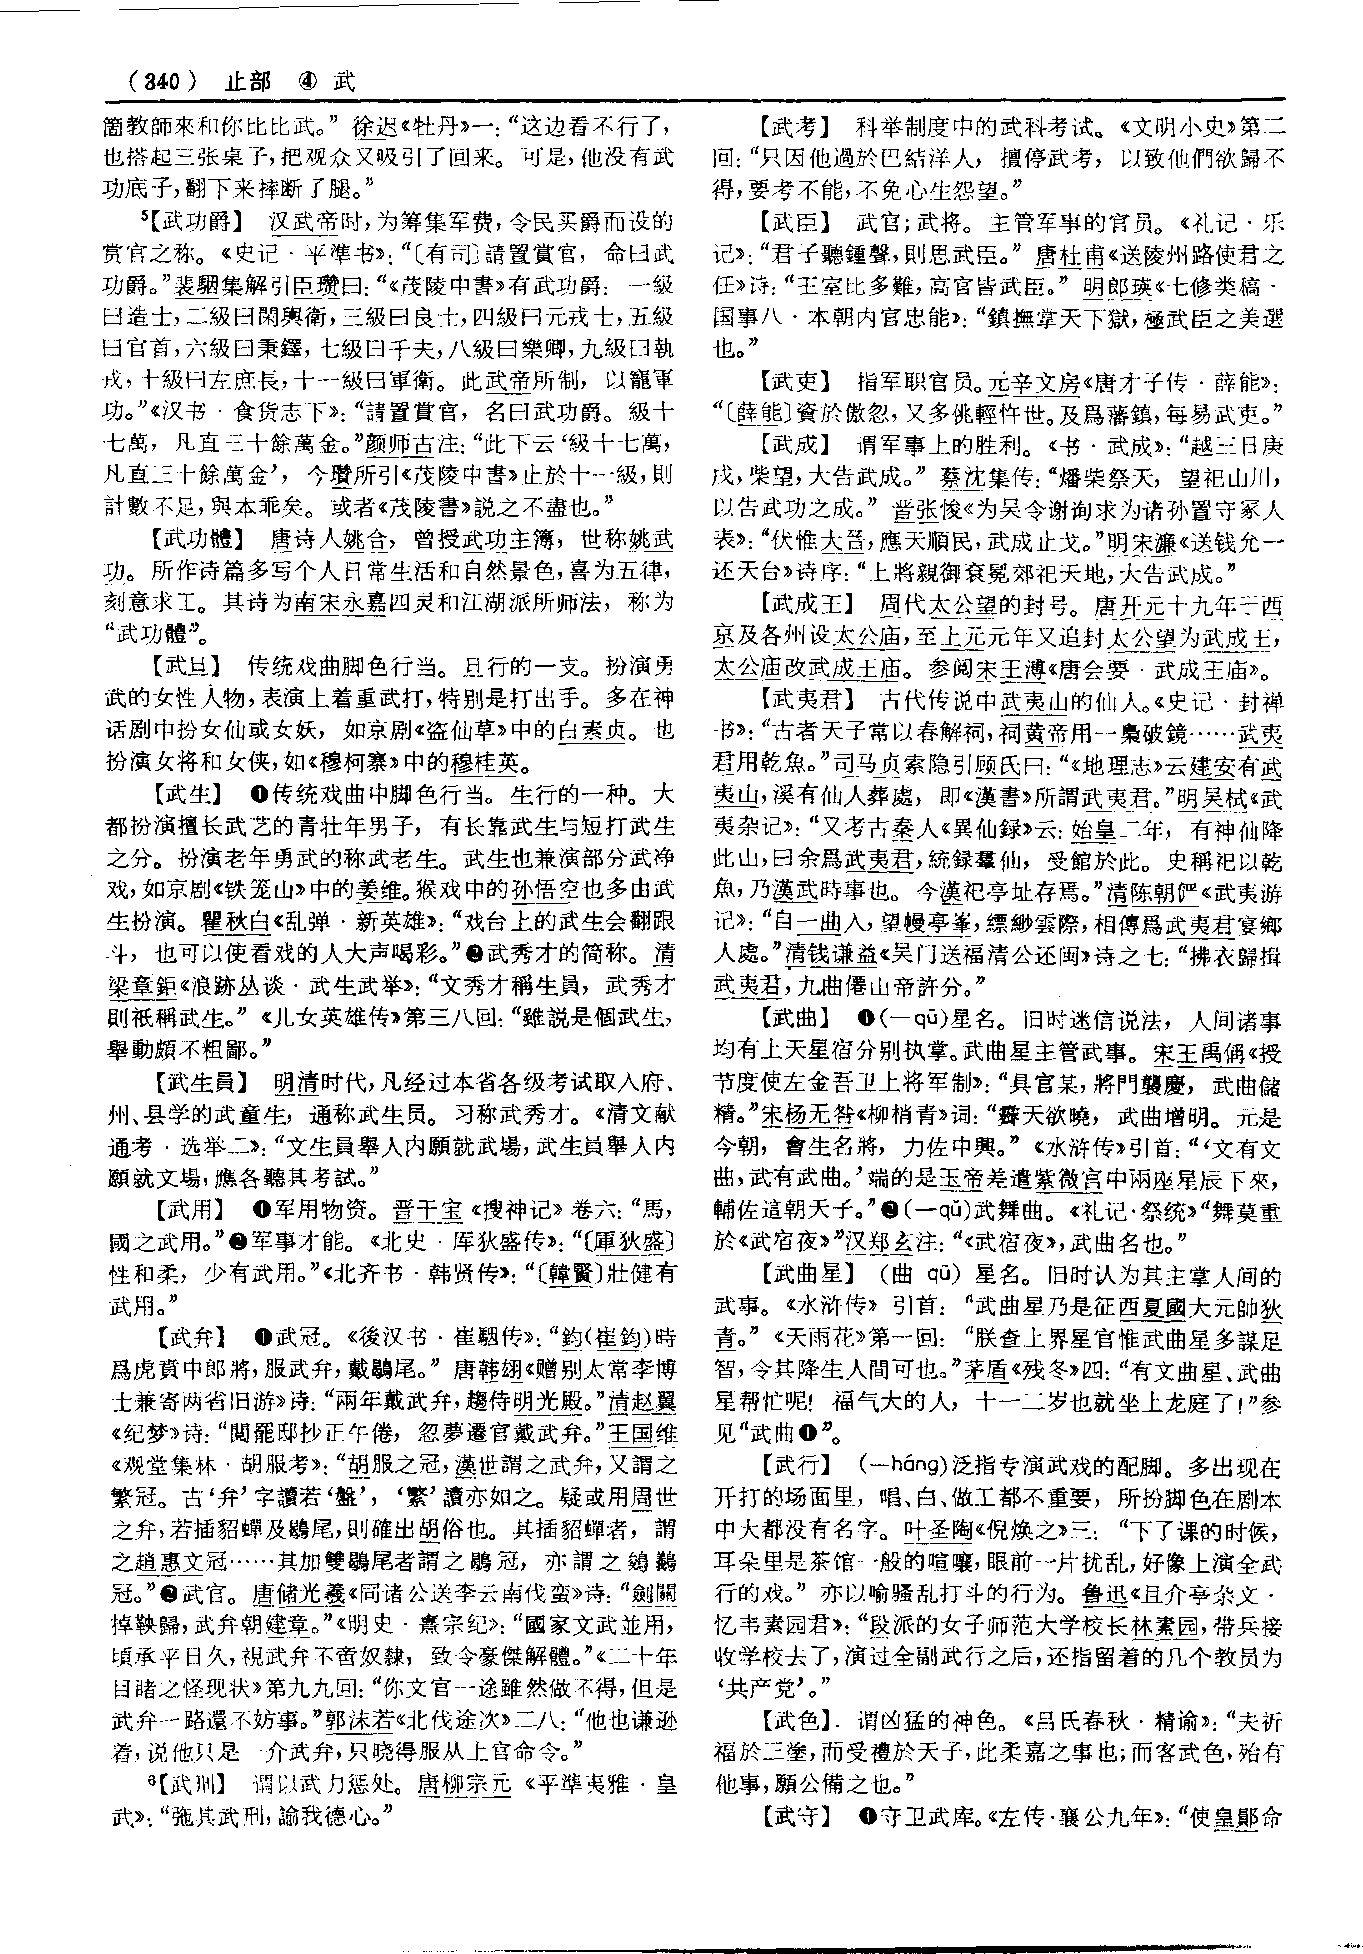 (340) 止部 ④ 武
箇教師來和你比比武。”徐迟《牡丹》一：“这边看不行了，
也搭起三张桌子，把观众又吸引了回来。可是，他没有武
功底子，翻下来摔断了腿。”
⁵【武功爵】 汉武帝时，为筹集军费，令民买爵而设的
赏官之称。《史记·平準书》：“〔有司〕請置賞官，命曰武
功爵。”裴駰集解引臣瓒曰：“《茂陵中書》有武功爵：一級
曰造士，二級曰閑輿衛，三級曰良士，四級曰元戎士，五級
曰官首，六級曰秉鐸，七級曰千夫，八級曰樂卿，九級曰執
戎，十級曰左庶長，十一級曰軍衛。此武帝所制，以寵軍
功。”《汉书·食货志下》：“請置賞官，名曰武功爵。級十
七萬，凡直三十餘萬金。”颜师古注：“此下云‘級十七萬，
凡直三十餘萬金’，今瓚所引《茂陵中書》止於十一級，則
計數不足，與本乖矣。或者《茂陵書》説之不盡也。”
【武功體】 唐诗人姚合，曾授武功主簿，世称姚武
功。所作诗篇多写个人日常生活和自然景色，喜为五律，
刻意求工。其诗为南宋永嘉四灵和江湖派所师法，称为
“武功體”。
【武旦】 传统戏曲脚色行当。旦行的一支。扮演勇
武的女性人物，表演上着重武打，特别是打出手。多在神
话剧中扮女仙或女妖，如京剧《盗仙草》中的白素贞。也
扮演女将和女侠，如《穆柯寨》中的穆桂英。
【武生】 ❶传统戏曲中脚色行当。生行的一种。大
都扮演擅长武艺的青壮年男子，有长靠武生与短打武生
之分。扮演老年勇武的称武老生。武生也兼演部分武净
戏，如京剧《铁笼山》中的姜维。猴戏中的孙悟空也多由武
生扮演。瞿秋白《乱弹·新英雄》：“戏台上的武生会翻跟
斗，也可以使看戏的人大声喝彩。”❷武秀才的简称。清
梁章鉅《浪跡丛谈·武生武举》：“文秀才稱生員，武秀才
則祇稱武生。”《儿女英雄传》第三八回：“雖説是個武生，
舉動頗不粗鄙。”
【武生員】 明清时代，凡经过本省各级考试取入府、
州、县学的武童生，通称武生员。习称武秀才。《清文献
通考·选举二》：“文生員舉人内願就武場，武生員舉人内
願就文場，應各聽其考試。”
【武用】 ❶军用物资。晋干宝《搜神记》卷六：“馬，
國之武用。”❷军事才能。《北史·厍狄盛传》：“〔厙狄盛〕
性和柔，少有武用。”《北齐书·韩贤传》：“〔韓賢〕壯健有
武用。”
【武弁】 ❶武冠。《後汉书·崔駰传》：“鈞（崔鈞）時
爲虎賁中郎將，服武弁，戴鶡尾。”唐韩翃《赠别太常李博
士兼寄两省旧游》诗：“兩年戴武弁，趨侍明光殿。”清赵翼
《纪梦》诗：“閲罷邸抄正午倦，忽夢遷官戴武弁。”王国维
《观堂集林·胡服考》：“胡服之冠，漢世謂之武弁，又謂之
繁冠。古‘弁’字讀若‘盤’，‘繁’讀亦如之。疑或用周世
之弁，若插貂蟬及鶡尾，則確出胡俗也。其插貂蟬者，謂
之趙惠文冠……其加雙鶡尾者謂之鶡冠，亦謂之鵕鸃
冠。”❷武官。唐储光羲《同诸公送李云南伐蛮》诗：“劍關
掉鞅歸，武弁朝建章。”《明史·熹宗纪》：“國家文武並用，
頃承平日久，視武弁不啻奴隸，致令豪傑解體。”《二十年
目睹之怪现状》第九九回：“你文官一途雖然做不得，但是
武弁一路還不妨事。”郭沫若《北伐途次》二八：“他也谦逊
着，说他只是一介武弁，只晓得服从上官命令。”
⁶【武刑】 谓以武力惩处。唐柳宗元《平準夷雅·皇
武》：“弛其武刑，諭我德心。”
【武考】 科举制度中的武科考试。《文明小史》第二
回：“只因他過於巴結洋人，擅停武考，以致他們欲歸不
得，要考不能，不免心生怨望。”
【武臣】 武官；武将。主管军事的官员。《礼记·乐
记》：“君子聽鍾聲，則思武臣。”唐杜甫《送陵州路使君之
任》诗：“王室比多難，高官皆武臣。”明郎瑛《七修类稿·
国事八·本朝内官忠能》：“鎮撫掌天下獄，極武臣之美選
也。”
【武吏】 指军职官员。元辛文房《唐才子传·薛能》：
“〔薛能〕資於傲忽，又多佻輕忤世。及爲藩鎮，每易武吏。”
【武成】 谓军事上的胜利。《书·武成》：“越三日庚
戌，柴望，大告武成。”蔡沈集传：“燔柴祭天，望祀山川，
以告武功之成。”晋张悛《为吴令谢询求为诸孙置守冢人
表》：“伏惟大晉，應天順民，武成止戈。”明宋濂《送钱允一
还天台》诗序：“上將親御袞冕郊祀天地，大告武成。”
【武成王】 周代太公望的封号。唐开元十九年于西
京及各州设太公庙，至上元元年又追封太公望为武成王，
太公庙改武成王庙。参阅宋王溥《唐会要·武成王庙》。
【武夷君】 古代传说中武夷山的仙人。《史记·封禅
书》：“古者天子常以春解祠，祠黄帝用一梟破鏡……武夷
君用乾魚。”司马贞索隐引顾氏曰：“《地理志》云建安有武
夷山，溪有仙人葬處，即《漢書》所謂武夷君。”明吴栻《武
夷杂记》：“又考古秦人《異仙録》云：始皇二年，有神仙降
此山，曰余爲武夷君，統録羣仙，受館於此。史稱祀以乾
魚，乃漢武時事也。今漢祀亭址存焉。”清陈朝俨《武夷游
记》：“自一曲入，望幔亭峯，縹緲雲際，相傳爲武夷君宴鄉
人處。”清钱谦益《吴门送福清公还闽》诗之七：“拂衣歸揖
武夷君，九曲僊山帝許分。”
【武曲】 ❶（一qū）星名。旧时迷信说法，人间诸事
均有上天星宿分别执掌。武曲星主管武事。宋王禹偁《授
节度使左金吾卫上将军制》：“具官某，將門襲慶，武曲儲
精。”宋杨无咎《柳梢青》词：“霽天欲曉，武曲增明。元是
今朝，會生名將，力佐中興。”《水浒传》引首：“‘文有文
曲，武有武曲。’端的是玉帝差遣紫微宫中兩座星辰下來，
輔佐這朝天子。”❷（一qǔ）武舞曲。《礼记·祭统》“舞莫重
於《武宿夜》”汉郑玄注：“《武宿夜》，武曲名也。”
【武曲星】 （曲 qū）星名。旧时认为其主掌人间的
武事。《水浒传》引首：“武曲星乃是征西夏國大元帥狄
青。”《天雨花》第一回：“朕查上界星官惟武曲星多謀足
智，令其降生人間可也。”茅盾《残冬》四：“有文曲星、武曲
星帮忙呢！福气大的人，十一二岁也就坐上龙庭了！”参
见“武曲❶”。
【武行】 （一háng）泛指专演武戏的配脚。多出现在
开打的场面里，唱、白、做工都不重要，所扮脚色在剧本
中大都没有名字。叶圣陶《倪焕之》三：“下了课的时候，
耳朵里是茶馆一般的喧嚷，眼前一片扰乱，好像上演全武
行的戏。”亦以喻骚乱打斗的行为。鲁迅《且介亭杂文·
忆韦素园君》：“段派的女子师范大学校长林素园，带兵接
收学校去了，演过全副武行之后，还指留着的几个教员为
‘共产党’。”
【武色】 谓凶猛的神色。《吕氏春秋·精谕》：“夫祈
福於三塗，而受禮於天子，此柔嘉之事也；而客武色，殆有
他事，願公備之也。”
【武守】 ❶守卫武库。《左传·襄公九年》：“使皇鄖命